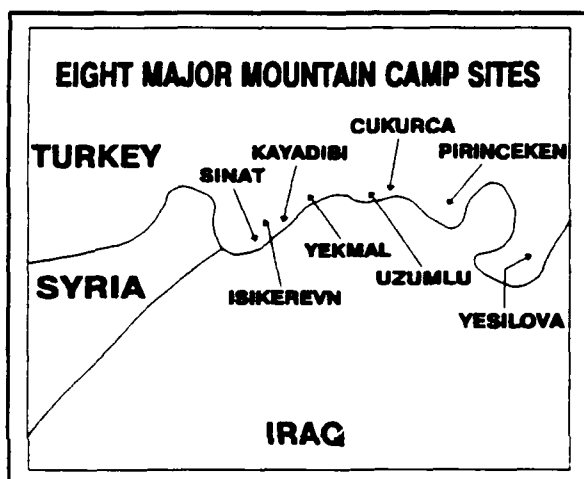 EIGHT MAJOR MOUNTAIN CAMP SITES
CUKURCA
TURKEY
KAYADIBI
PIRINCEKEN
SINAT
YEKMAL
UZUMLU
SYRIA
ISIKEREVN
YESILOVA
IRAQ